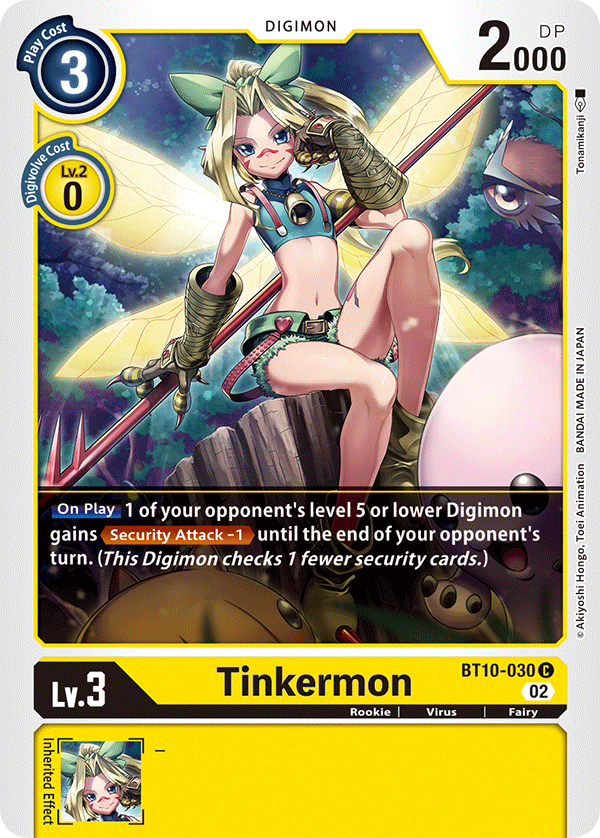 DIGIMON
Play Cost
3
2000
DP
Digivolve Cost
Lv.2
0
Tonamikanji
On Play 1 of your opponent's level 5 or lower Digimon
gains Security Attack -1 until the end of your opponent's
turn. (This Digimon checks 1 fewer security cards.)
© Akiyoshi Hongo, Toei Animation BANDAI MADE IN JAPAN
Lv.3
Tinkermon
BT10-030 C
02
Rookie | Virus | Fairy
Inherited Effect
–